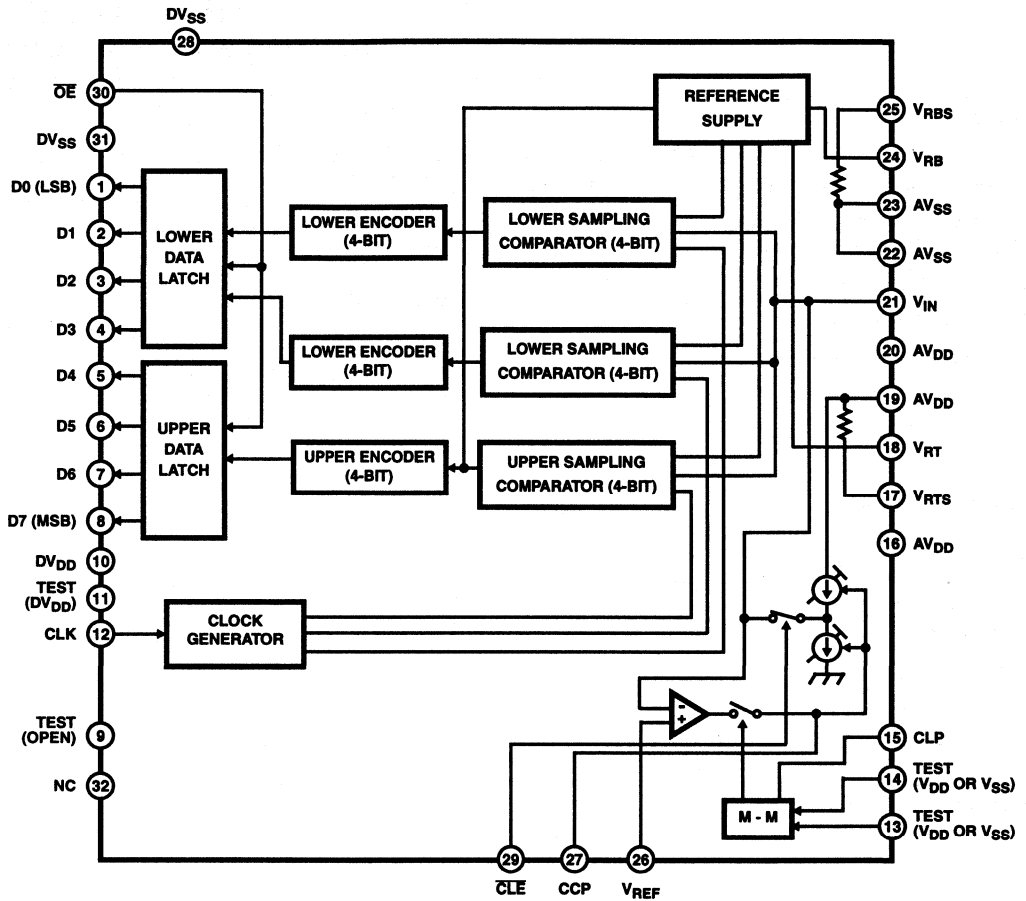 DVSS
28
OE
30
DVSS
31
D0 (LSB)
1
D1
2
D2
3
D3
4
D4
5
D5
6
D6
7
D7 (MSB)
8
DVDD
10
TEST
(DVDD)
11
CLK
12
TEST
(OPEN)
9
NC
32
LOWER
DATA
LATCH
UPPER
DATA
LATCH
LOWER ENCODER
(4-BIT)
LOWER ENCODER
(4-BIT)
UPPER ENCODER
(4-BIT)
CLOCK
GENERATOR
REFERENCE
SUPPLY
LOWER SAMPLING
COMPARATOR (4-BIT)
LOWER SAMPLING
COMPARATOR (4-BIT)
UPPER SAMPLING
COMPARATOR (4-BIT)
-
+
M - M
25
VRBS
24
VRB
23
AVSS
22
AVSS
21
VIN
20
AVDD
19
AVDD
18
VRT
17
VRTS
16
AVDD
15
CLP
14
TEST
(VDD OR VSS)
13
TEST
(VDD OR VSS)
29
CLE
27
CCP
26
VREF